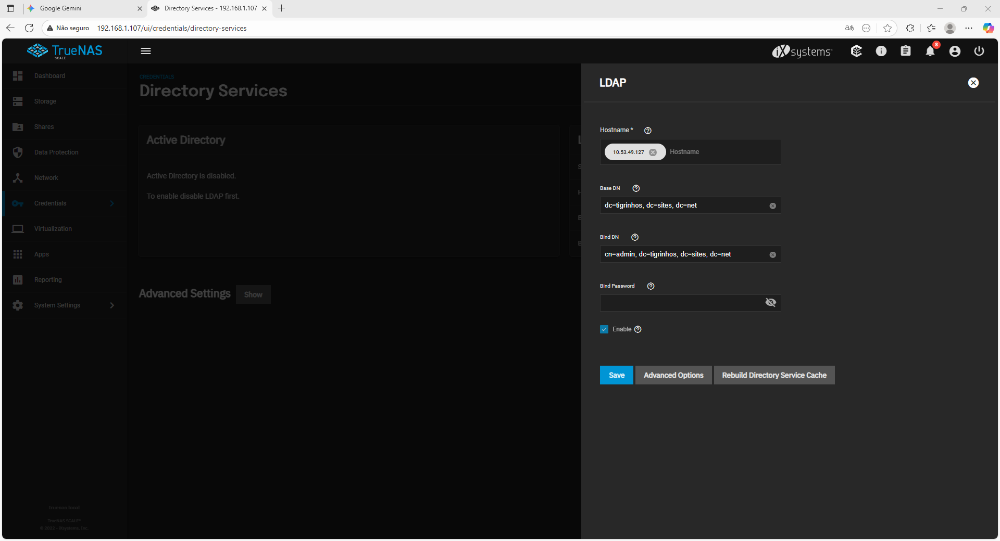 Google Gemini
Directory Services - 192.168.1.107
Não seguro
192.168.1.107/ui/credentials/directory-services
aあ
TrueNAS
SCALE
iXsystems
8
Dashboard
Storage
Shares
Data Protection
Network
Credentials
Virtualization
Apps
Reporting
System Settings
truenas.local
TrueNAS SCALE®
© 2022 - iXsystems, Inc.
CREDENTIALS
Directory Services
Active Directory
Active Directory is disabled.
To enable disable LDAP first.
Advanced Settings
Show
L
S
H
B
B
LDAP
Hostname *
10.53.49.127
Hostname
Base DN
dc=tigrinhos, dc=sites, dc=net
Bind DN
cn=admin, dc=tigrinhos, dc=sites, dc=net
Bind Password
Enable
Save
Advanced Options
Rebuild Directory Service Cache